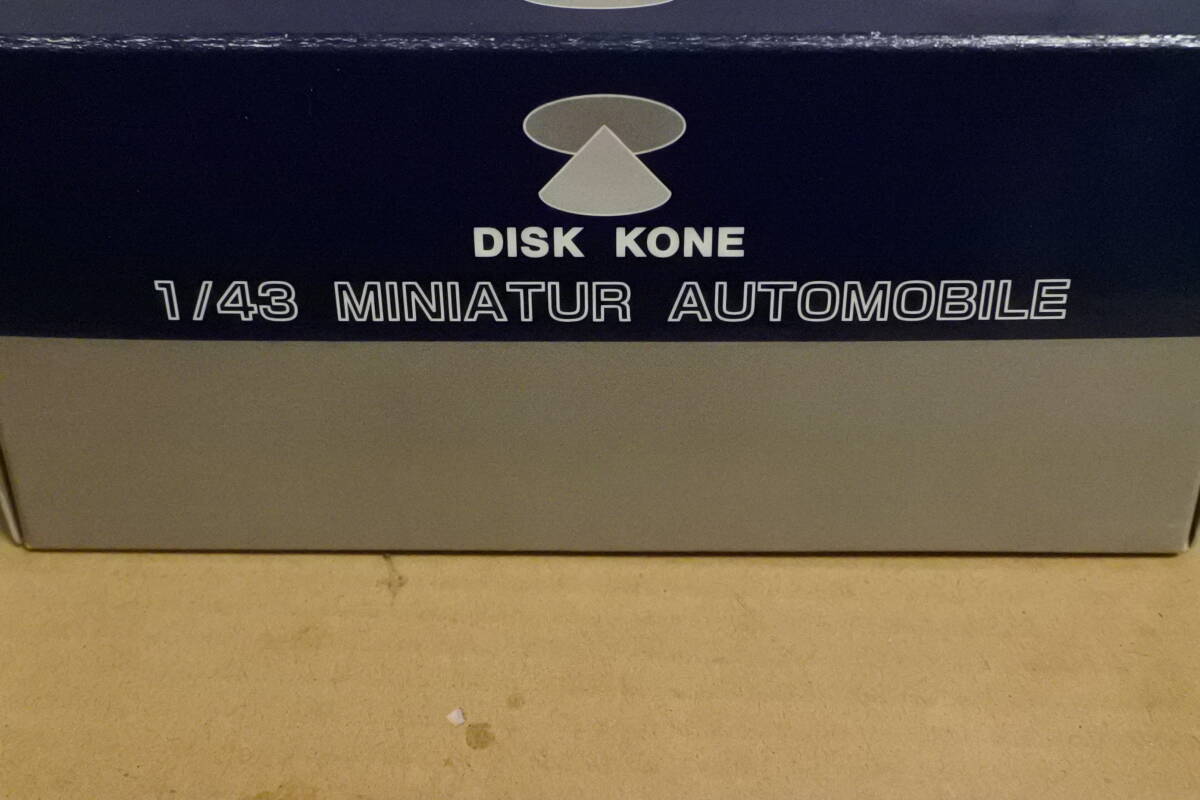 DISK KONE
1/43 MINIATUR AUTOMOBILE